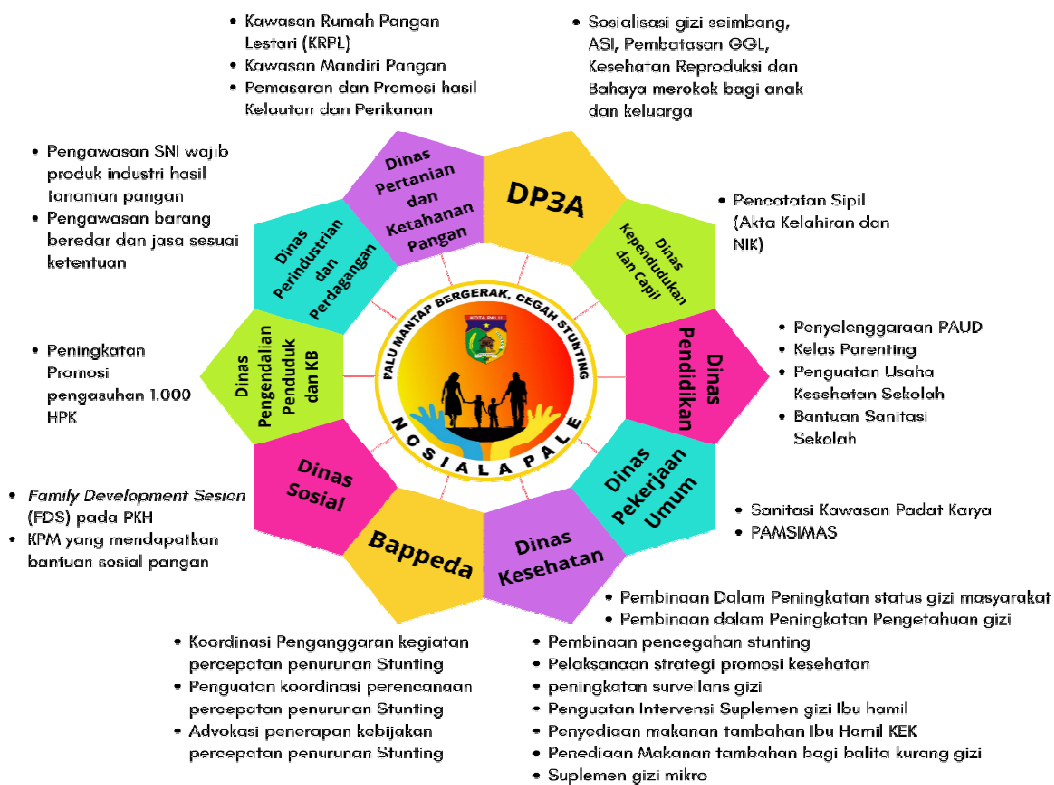 • Kawasan Rumah Pangan
Lestari (KRPL)
• Kawasan Mandiri Pangan
• Pemasaran dan Promosi hasil
Kelautan dan Perikanan
• Sosialisasi gizi seimbang,
ASI, Pembatasan GGL,
Kesehatan Reproduksi dan
Bahaya merokok bagi anak
dan keluarga
• Pengawasan SNI wajib
produk industri hasil
tanaman pangan
• Pengawasan barang
beredar dan jasa sesuai
ketentuan
Dinas
Pertanian
dan
Ketahanan
Pangan
DP3A
• Pencatatan Sipil
(Akta Kelahiran dan
NIK)
Dinas
Perindustrian
dan
Perdagangan
Dinas
Kependudukan
dan Capil
PALU MANTAP BERGERAK, CEGAH STUNTING
KOTA PALU
NOSIALAPALE
• Peningkatan
Promosi
pengasuhan 1.000
HPK
Dinas
Pengendalian
Penduduk
dan KB
Dinas
Pendidikan
• Penyelenggaraan PAUD
• Kelas Parenting
• Penguatan Usaha
Kesehatan Sekolah
• Bantuan Sanitasi
Sekolah
Dinas
Sosial
Dinas
Pekerjaan
Umum
• Family Development Sesion
(FDS) pada PKH
• KPM yang mendapatkan
bantuan sosial pangan
• Sanitasi Kawasan Padat Karya
• PAMSIMAS
Bappeda
Dinas
Kesehatan
• Koordinasi Penganggaran kegiatan
percepatan penurunan Stunting
• Penguatan koordinasi perencanaan
percepatan penurunan Stunting
• Advokasi penerapan kebijakan
percepatan penurunan Stunting
• Pembinaan Dalam Peningkatan status gizi masyarakat
• Pembinaan dalam Peningkatan Pengetahuan gizi
• Pembinaan pencegahan stunting
• Pelaksanaan strategi promosi kesehatan
• peningkatan surveilans gizi
• Penguatan Intervensi Suplemen gizi Ibu hamil
• Penyediaan makanan tambahan Ibu Hamil KEK
• Penediaan Makanan tambahan bagi balita kurang gizi
• Suplemen gizi mikro